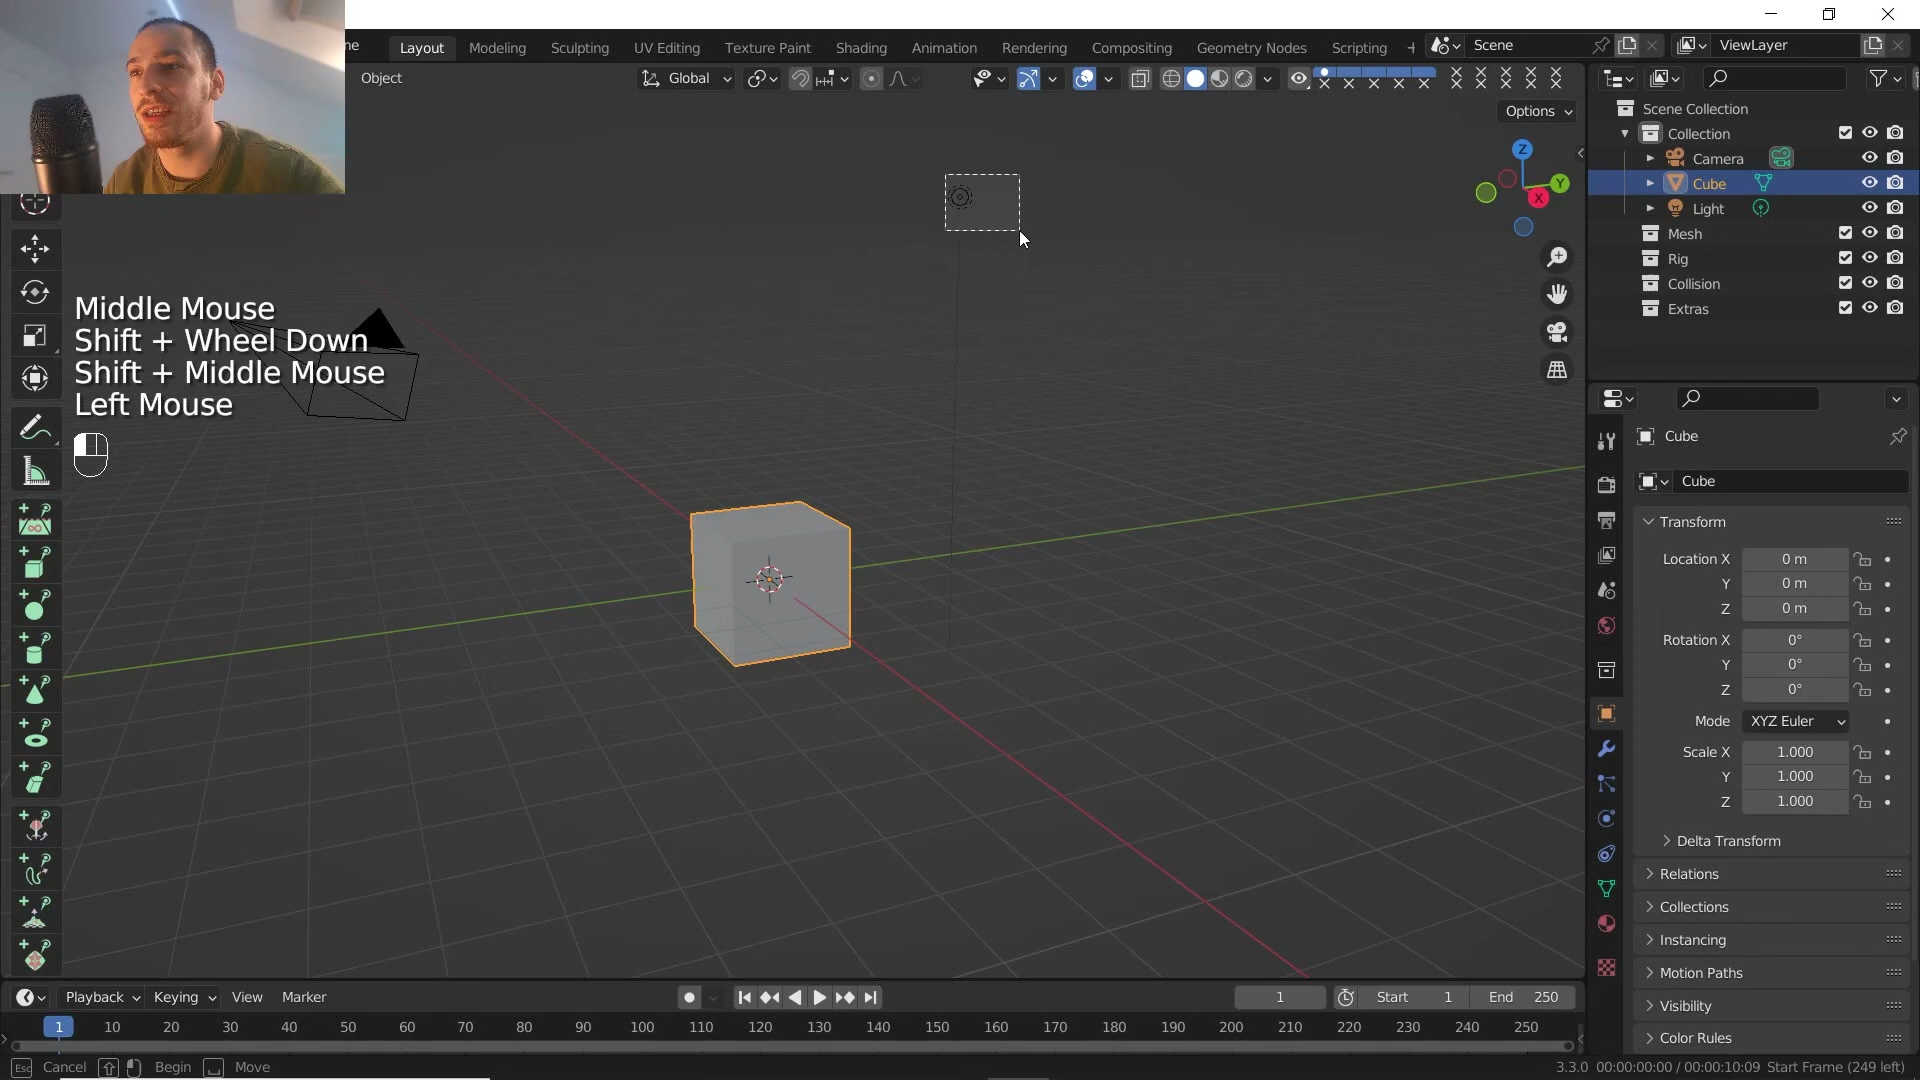 ne
Layout
Modeling
Sculpting
UV Editing
Texture Paint
Shading
Animation
Rendering
Compositing
Geometry Nodes
Scripting
Scene
ViewLayer
Object
Global
Options
Z
Y
X
Scene Collection
Collection
Camera
Cube
Light
Mesh
Rig
Collision
Extras
Middle Mouse
Shift + Wheel Down
Shift + Middle Mouse
Left Mouse
Cube
Cube
Transform
Location X 0 m
Y 0 m
Z 0 m
Rotation X 0°
Y 0°
Z 0°
Mode XYZ Euler
Scale X 1.000
Y 1.000
Z 1.000
Delta Transform
Relations
Collections
Instancing
Motion Paths
Visibility
Color Rules
Playback Keying View Marker
1 Start 1 End 250
1 10 20 30 40 50 60 70 80 90 100 110 120 130 140 150 160 170 180 190 200 210 220 230 240 250
Esc Cancel Begin Move
3.3.0 00:00:00:00 / 00:00:10:09 Start Frame (249 left)